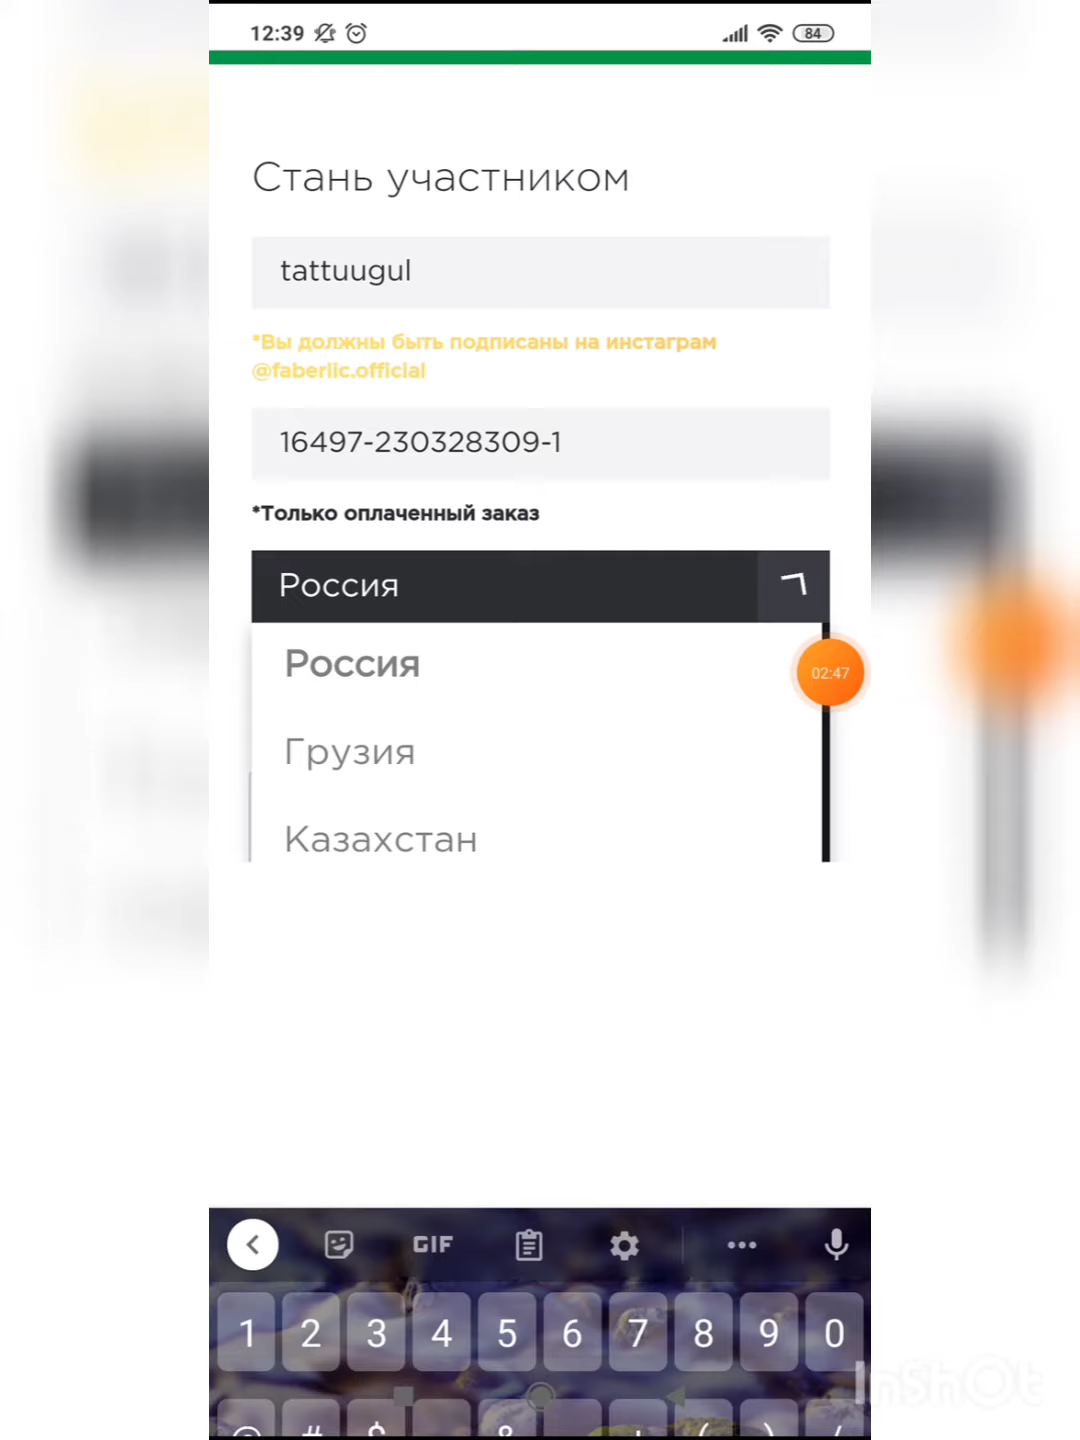 12:39
84
Стань участником
tattuugul
*Вы должны быть подписаны на инстаграм
@faberlic.official
16497-230328309-1
*Только оплаченный заказ
Россия
Россия
02:47
Грузия
Казахстан
GIF
1 2 3 4 5 6 7 8 9 0
InShOt